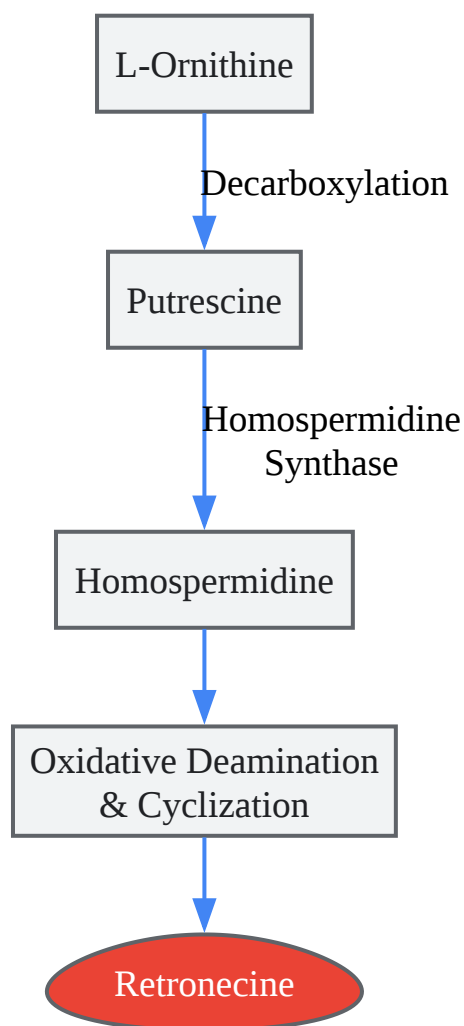 L-Ornithine
Decarboxylation
Putrescine
Homospermidine
Synthase
Homospermidine
Oxidative Deamination
& Cyclization
Retronecine